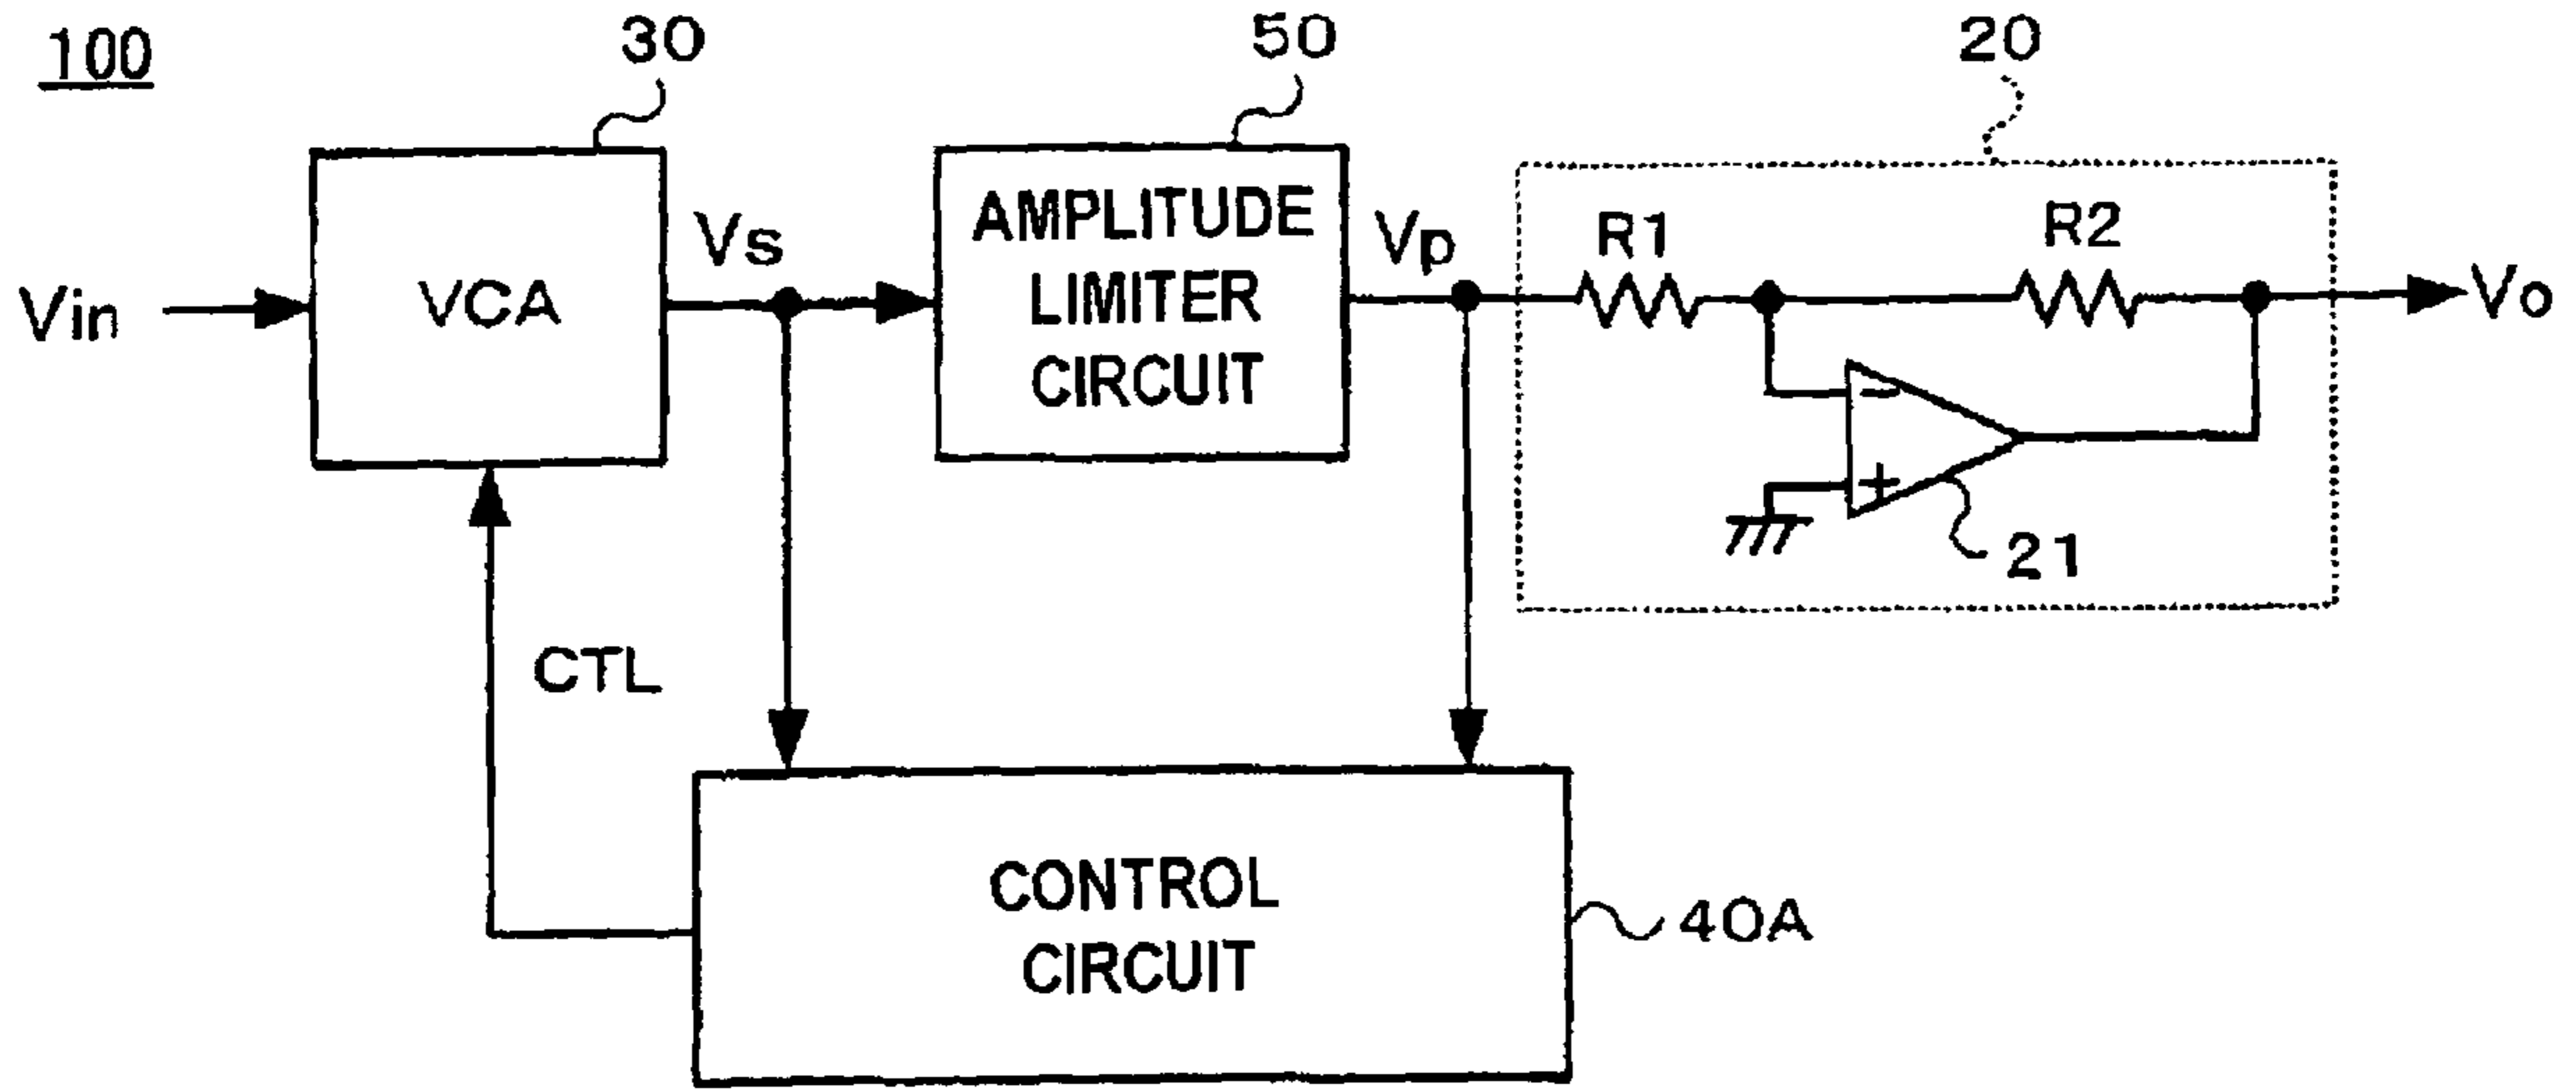 100
30
50
20
Vin
VCA
Vs
AMPLITUDE
LIMITER
CIRCUIT
Vp
R1
R2
Vo
−
+
21
CTL
CONTROL
CIRCUIT
40A